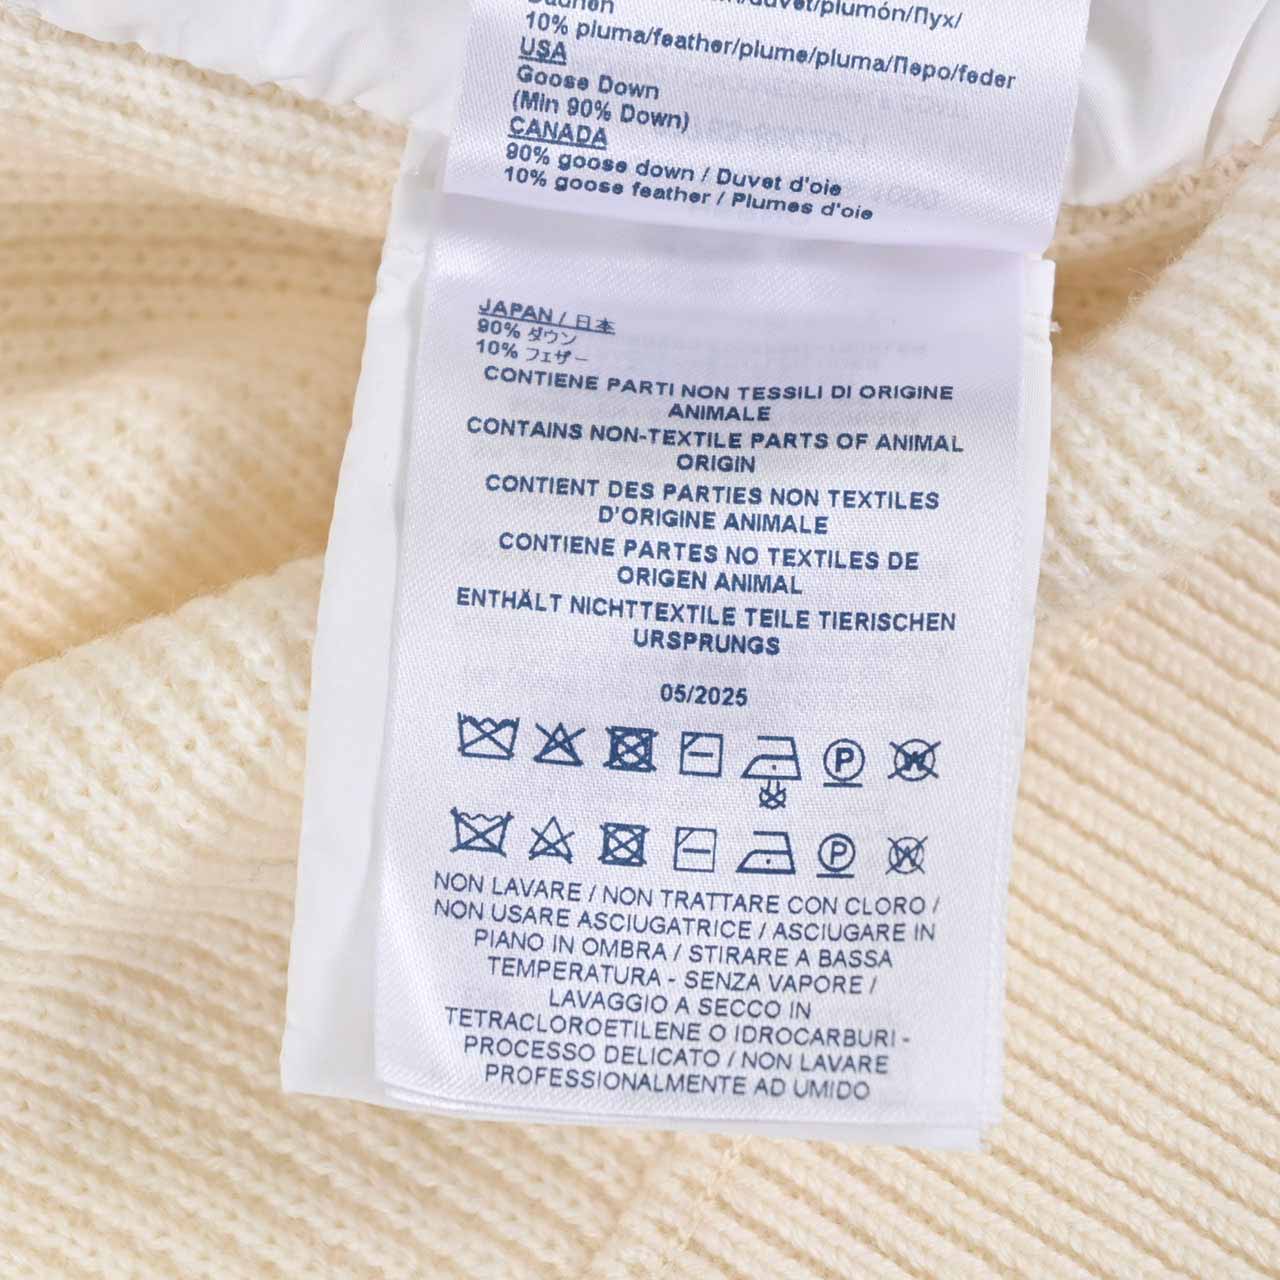 duvet/plumón/Пух/
Daunen
10% pluma/feather/plume/pluma/Перо/feder
USA
Goose Down
(Min 90% Down)
CANADA
90% goose down / Duvet d'oie
10% goose feather / Plumes d'oie
JAPAN / 日本
90% ダウン
10% フェザー
CONTIENE PARTI NON TESSILI DI ORIGINE
ANIMALE
CONTAINS NON-TEXTILE PARTS OF ANIMAL
ORIGIN
CONTIENT DES PARTIES NON TEXTILES
D'ORIGINE ANIMALE
CONTIENE PARTES NO TEXTILES DE
ORIGEN ANIMAL
ENTHÄLT NICHTTEXTILE TEILE TIERISCHEN
URSPRUNGS
05/2025
P W
P W
NON LAVARE / NON TRATTARE CON CLORO /
NON USARE ASCIUGATRICE / ASCIUGARE IN
PIANO IN OMBRA / STIRARE A BASSA
TEMPERATURA - SENZA VAPORE /
LAVAGGIO A SECCO IN
TETRACLOROETILENE O IDROCARBURI -
PROCESSO DELICATO / NON LAVARE
PROFESSIONALMENTE AD UMIDO